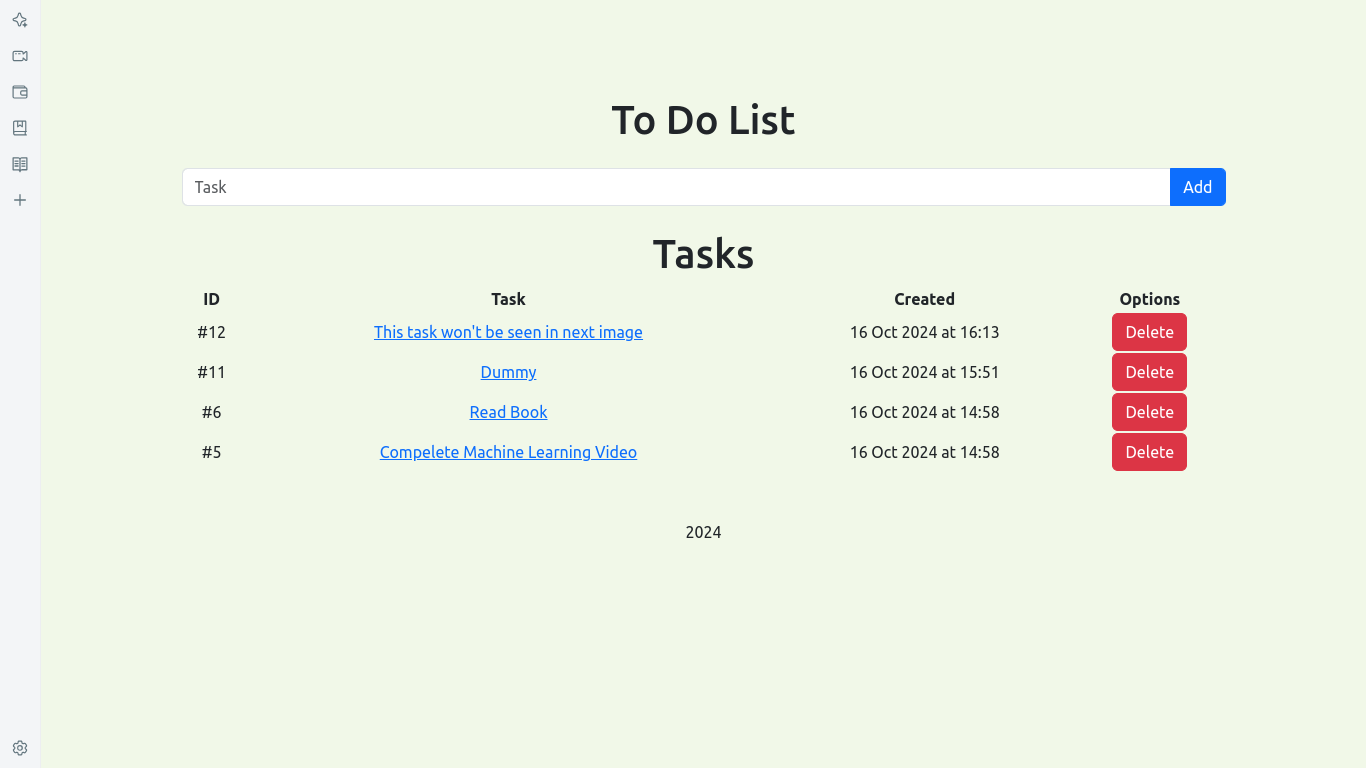 To Do List
Task Add
Tasks
ID Task Created Options
#12 This task won't be seen in next image 16 Oct 2024 at 16:13 Delete
#11 Dummy 16 Oct 2024 at 15:51 Delete
#6 Read Book 16 Oct 2024 at 14:58 Delete
#5 Compelete Machine Learning Video 16 Oct 2024 at 14:58 Delete
2024